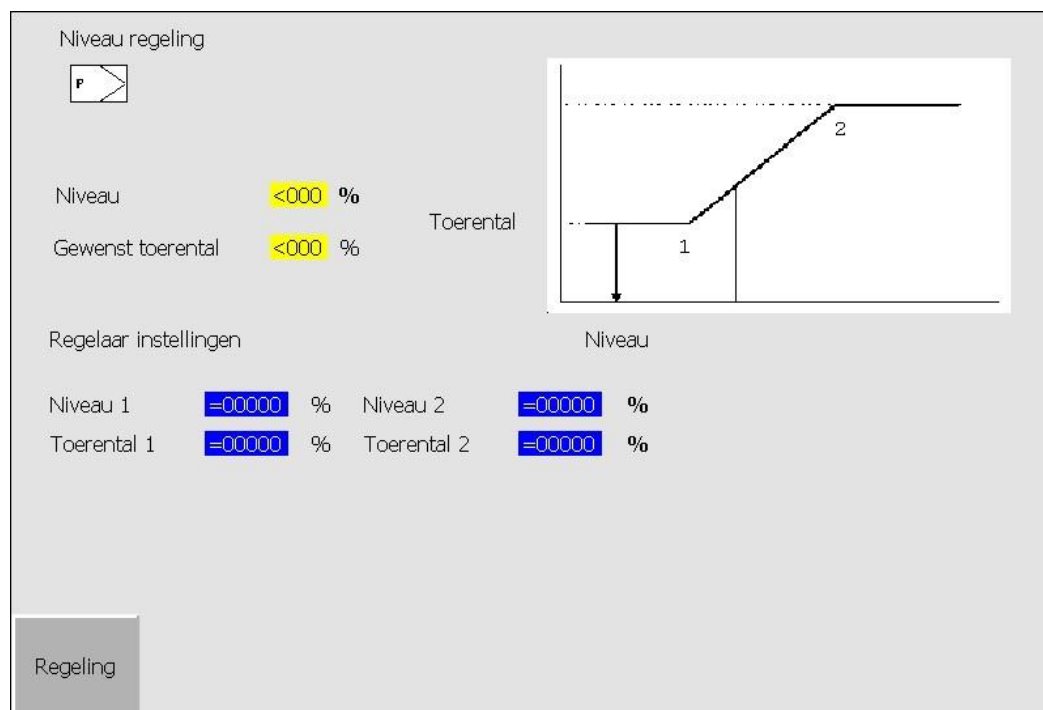 Niveau regeling
P
Niveau <000 %
Gewenst toerental <000 %
Toerental
2
1
Regelaar instellingen
Niveau
Niveau 1 =00000 % Niveau 2 =00000 %
Toerental 1 =00000 % Toerental 2 =00000 %
Regeling